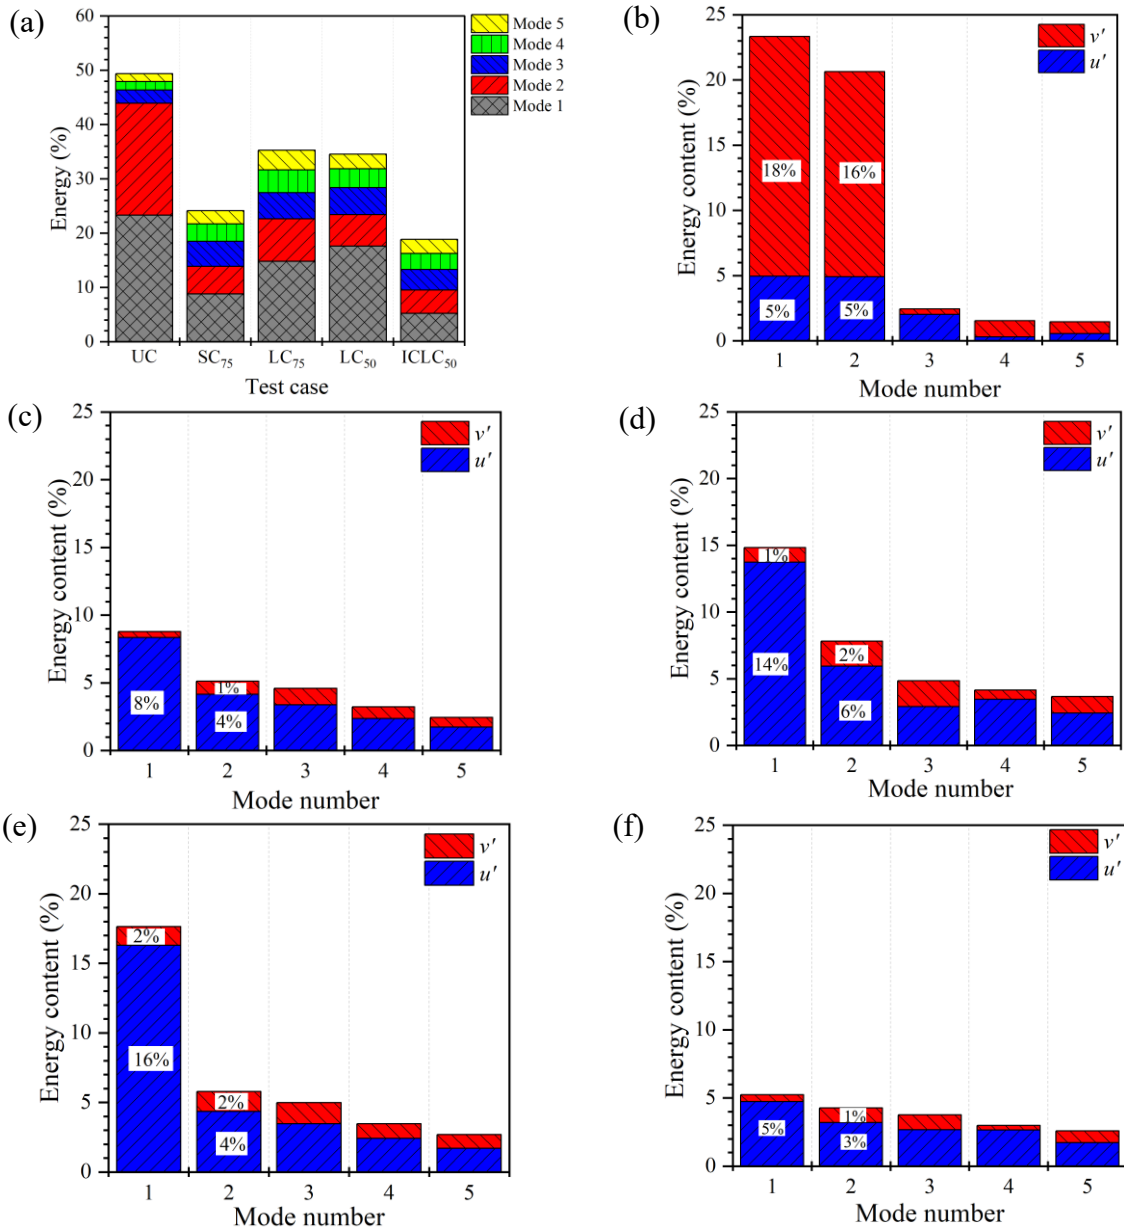 (a)
60
50
40
30
20
10
0
Energy (%)
UC SC75 LC75 LC50 ICLC50
Test case
Mode 5
Mode 4
Mode 3
Mode 2
Mode 1
(b)
25
20
15
10
5
0
Energy content (%)
v′
u′
18% 16%
5% 5%
1 2 3 4 5
Mode number
(c)
25
20
15
10
5
0
Energy content (%)
v′
u′
1%
8% 4%
1 2 3 4 5
Mode number
(d)
25
20
15
10
5
0
Energy content (%)
v′
u′
1%
2%
14%
6%
1 2 3 4 5
Mode number
(e)
25
20
15
10
5
0
Energy content (%)
v′
u′
2%
2%
16%
4%
1 2 3 4 5
Mode number
(f)
25
20
15
10
5
0
Energy content (%)
v′
u′
1%
5% 3%
1 2 3 4 5
Mode number